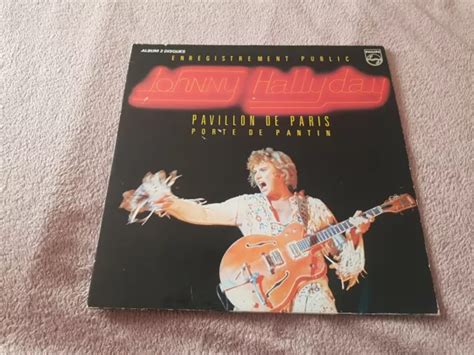 ALBUM 2 DISQUES
PHILIPS
ENREGISTREMENT PUBLIC
Johnny Hallyday
PAVILLON DE PARIS
PORTE DE PANTIN